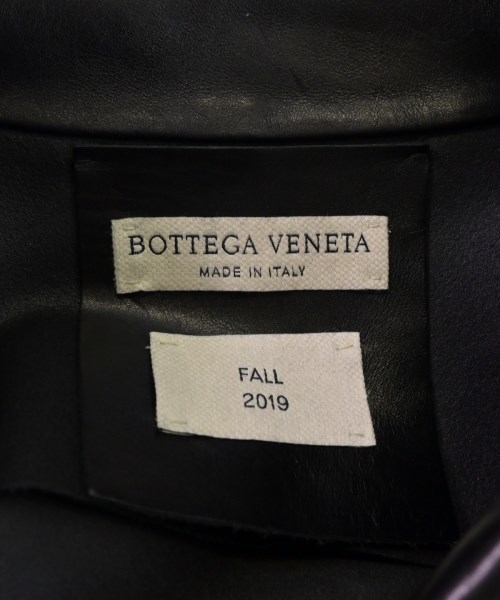 BOTTEGA VENETA
MADE IN ITALY
FALL
2019